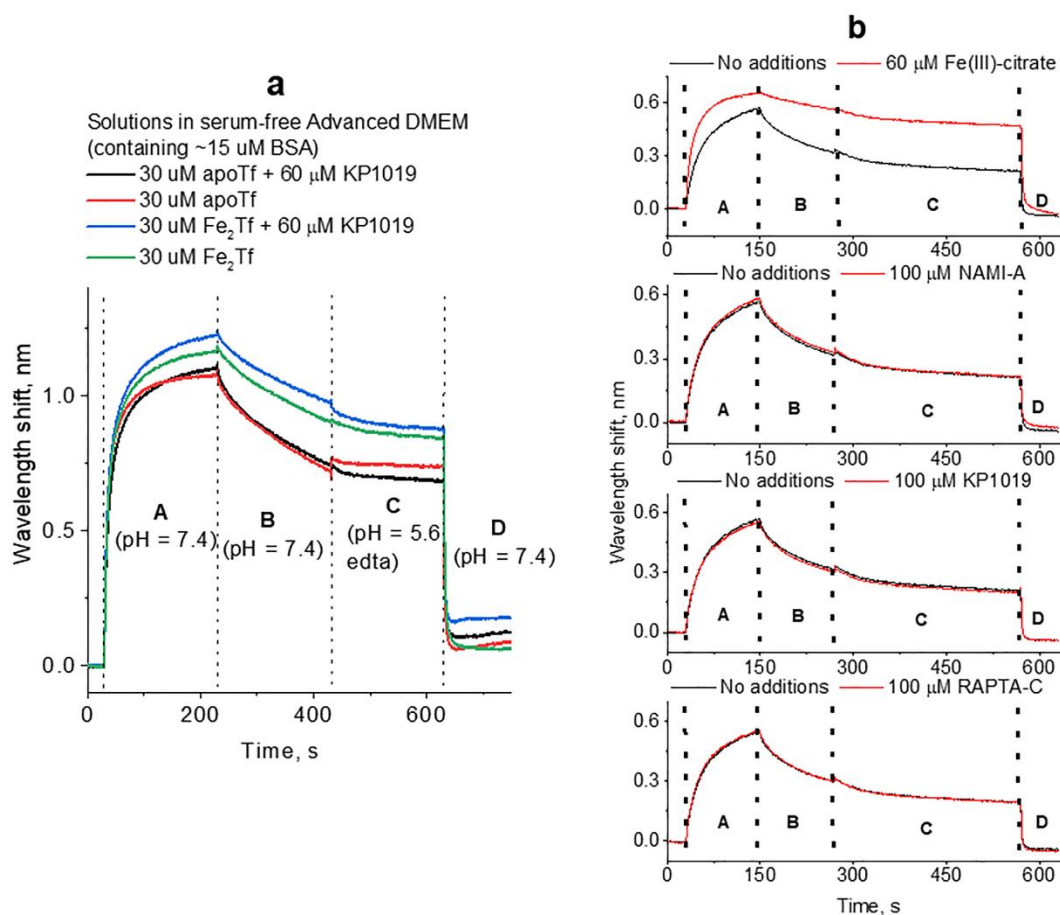 a
Solutions in serum-free Advanced DMEM
(containing ~15 uM BSA)
30 uM apoTf + 60 μM KP1019
30 uM apoTf
30 uM Fe2Tf + 60 μM KP1019
30 uM Fe2Tf
Wavelength shift, nm
1.0
0.5
0.0
A
(pH = 7.4)
B
(pH = 7.4)
C
(pH = 5.6
edta)
D
(pH = 7.4)
0 200 400 600
Time, s
b
No additions 60 μM Fe(III)-citrate
0.6
0.3
0.0
A B C D
0 150 300 450 600
No additions 100 μM NAMI-A
0.6
0.3
0.0
A B C D
0 150 300 450 600
Wavelength shift, nm
No additions 100 μM KP1019
0.6
0.3
0.0
A B C D
0 150 300 450 600
No additions 100 μM RAPTA-C
0.6
0.3
0.0
A B C D
0 150 300 450 600
Time, s